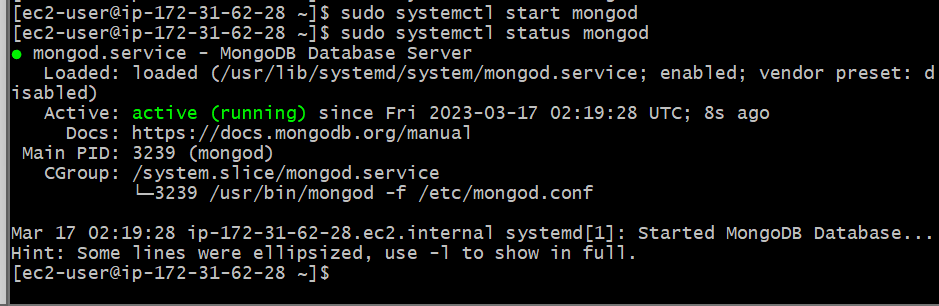 [ec2-user@ip-172-31-62-28 ~]$ sudo systemctl start mongod
[ec2-user@ip-172-31-62-28 ~]$ sudo systemctl status mongod
● mongod.service - MongoDB Database Server
   Loaded: loaded (/usr/lib/systemd/system/mongod.service; enabled; vendor preset: d
isabled)
   Active: active (running) since Fri 2023-03-17 02:19:28 UTC; 8s ago
     Docs: https://docs.mongodb.org/manual
 Main PID: 3239 (mongod)
   CGroup: /system.slice/mongod.service
           └─3239 /usr/bin/mongod -f /etc/mongod.conf

Mar 17 02:19:28 ip-172-31-62-28.ec2.internal systemd[1]: Started MongoDB Database...
Hint: Some lines were ellipsized, use -l to show in full.
[ec2-user@ip-172-31-62-28 ~]$